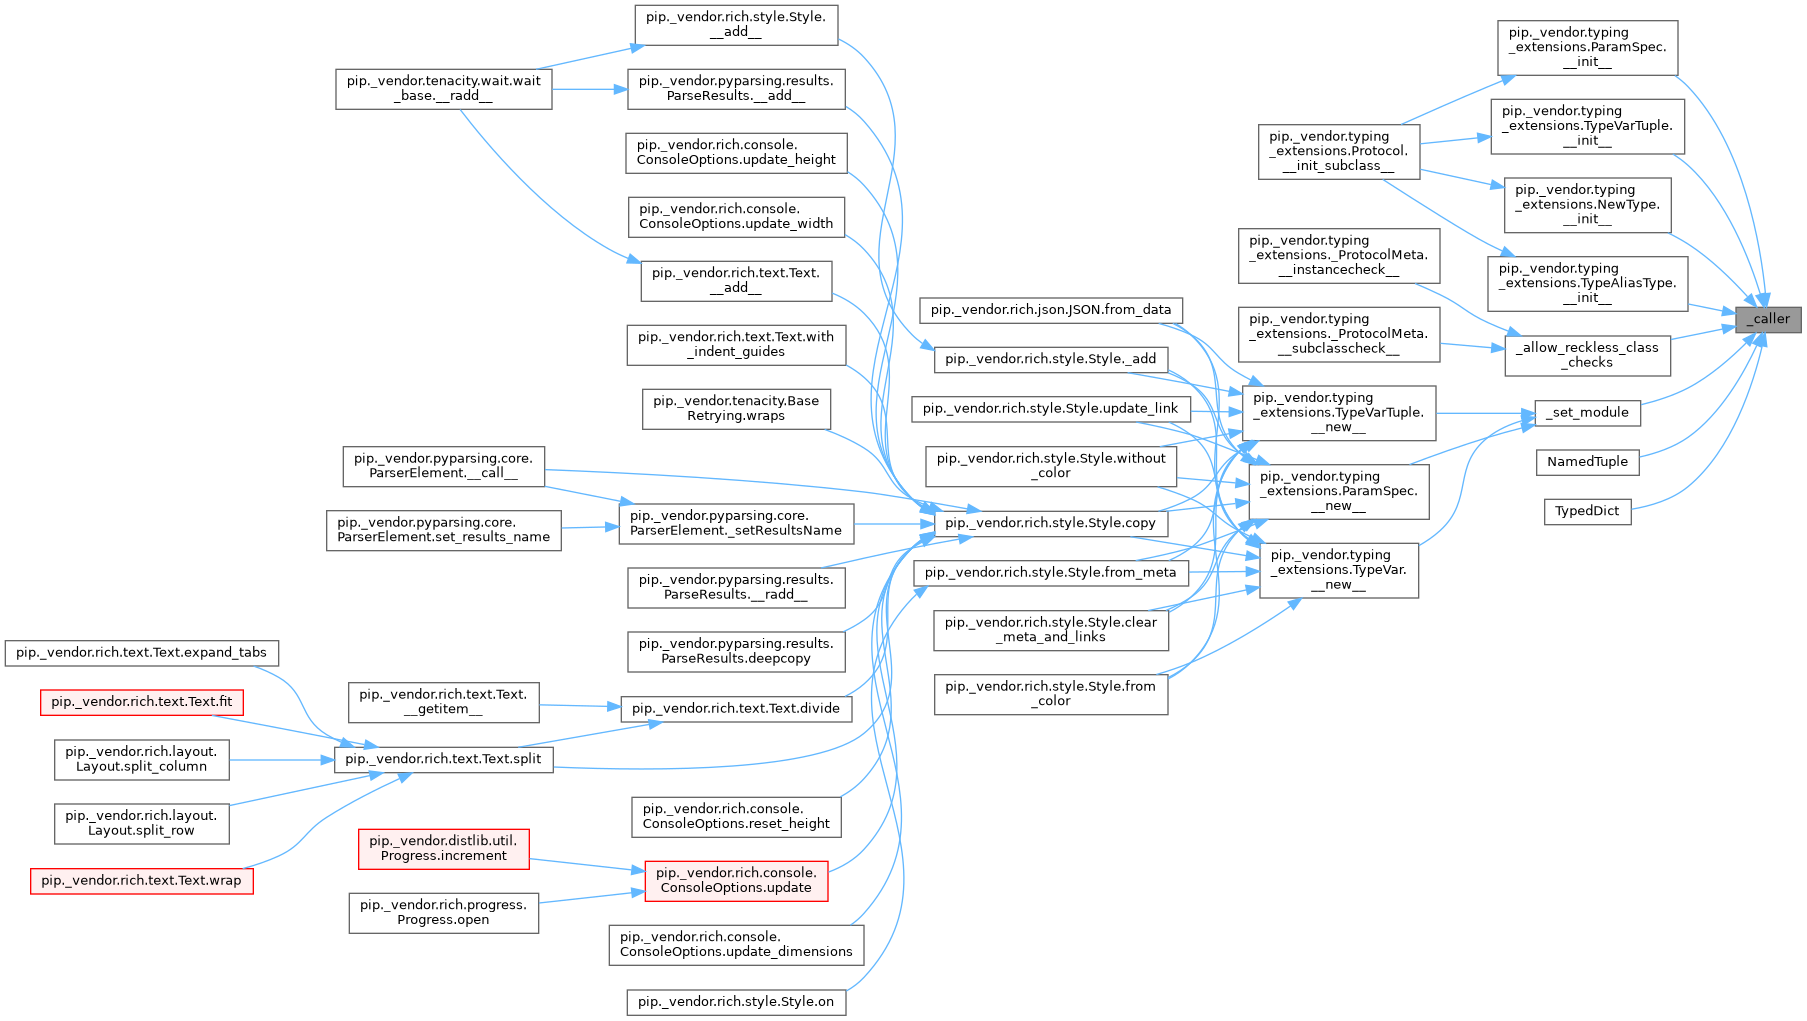 pip._vendor.rich.style.Style.
__add__
pip._vendor.tenacity.wait.wait
_base.__radd__
pip._vendor.pyparsing.results.
ParseResults.__add__
pip._vendor.rich.console.
ConsoleOptions.update_height
pip._vendor.rich.console.
ConsoleOptions.update_width
pip._vendor.rich.text.Text.
__add__
pip._vendor.rich.text.Text.with
_indent_guides
pip._vendor.tenacity.Base
Retrying.wraps
pip._vendor.pyparsing.core.
ParserElement.__call__
pip._vendor.pyparsing.core.
ParserElement.set_results_name
pip._vendor.pyparsing.core.
ParserElement._setResultsName
pip._vendor.pyparsing.results.
ParseResults.__radd__
pip._vendor.pyparsing.results.
ParseResults.deepcopy
pip._vendor.rich.text.Text.expand_tabs
pip._vendor.rich.text.Text.fit
pip._vendor.rich.layout.
Layout.split_column
pip._vendor.rich.layout.
Layout.split_row
pip._vendor.rich.text.Text.wrap
pip._vendor.rich.text.Text.
__getitem__
pip._vendor.rich.text.Text.split
pip._vendor.rich.text.Text.divide
pip._vendor.rich.console.
ConsoleOptions.reset_height
pip._vendor.distlib.util.
Progress.increment
pip._vendor.rich.progress.
Progress.open
pip._vendor.rich.console.
ConsoleOptions.update
pip._vendor.rich.console.
ConsoleOptions.update_dimensions
pip._vendor.rich.style.Style.on
pip._vendor.rich.json.JSON.from_data
pip._vendor.rich.style.Style._add
pip._vendor.rich.style.Style.update_link
pip._vendor.rich.style.Style.without
_color
pip._vendor.rich.style.Style.copy
pip._vendor.rich.style.Style.from_meta
pip._vendor.rich.style.Style.clear
_meta_and_links
pip._vendor.rich.style.Style.from
_color
pip._vendor.typing
_extensions.Protocol.
__init_subclass__
pip._vendor.typing
_extensions._ProtocolMeta.
__instancecheck__
pip._vendor.typing
_extensions._ProtocolMeta.
__subclasscheck__
pip._vendor.typing
_extensions.TypeVarTuple.
__new__
pip._vendor.typing
_extensions.ParamSpec.
__new__
pip._vendor.typing
_extensions.TypeVar.
__new__
pip._vendor.typing
_extensions.ParamSpec.
__init__
pip._vendor.typing
_extensions.TypeVarTuple.
__init__
pip._vendor.typing
_extensions.NewType.
__init__
pip._vendor.typing
_extensions.TypeAliasType.
__init__
_allow_reckless_class
_checks
_set_module
NamedTuple
TypedDict
_caller